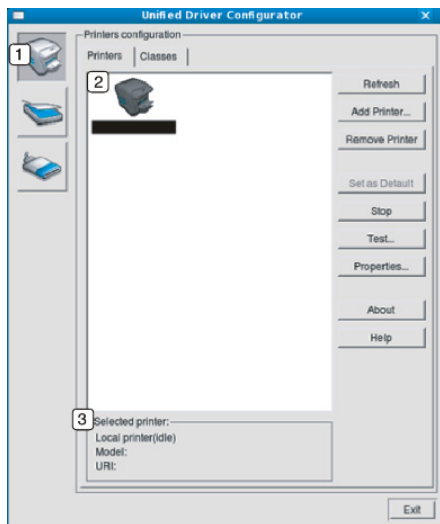 Unified Driver Configurator
Printers configuration
1
Printers Classes
2
Refresh
Add Printer...
Remove Printer
Set as Default
Stop
Test...
Properties...
About
Help
3
Selected printer:
Local printer(idle)
Model:
URI:
Exit